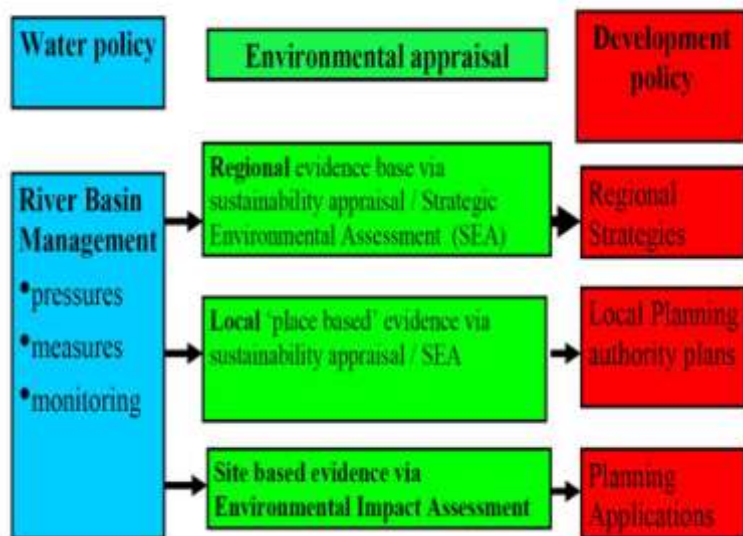 Water policy
Environmental appraisal
Development
policy
River Basin
Management
•pressures
•measures
•monitoring
Regional evidence base via
sustainability appraisal / Strategic
Environmental Assessment (SEA)
Regional
Strategies
Local ‘place based’ evidence via
sustainability appraisal / SEA
Local Planning
authority plans
Site based evidence via
Environmental Impact Assessment
Planning
Applications